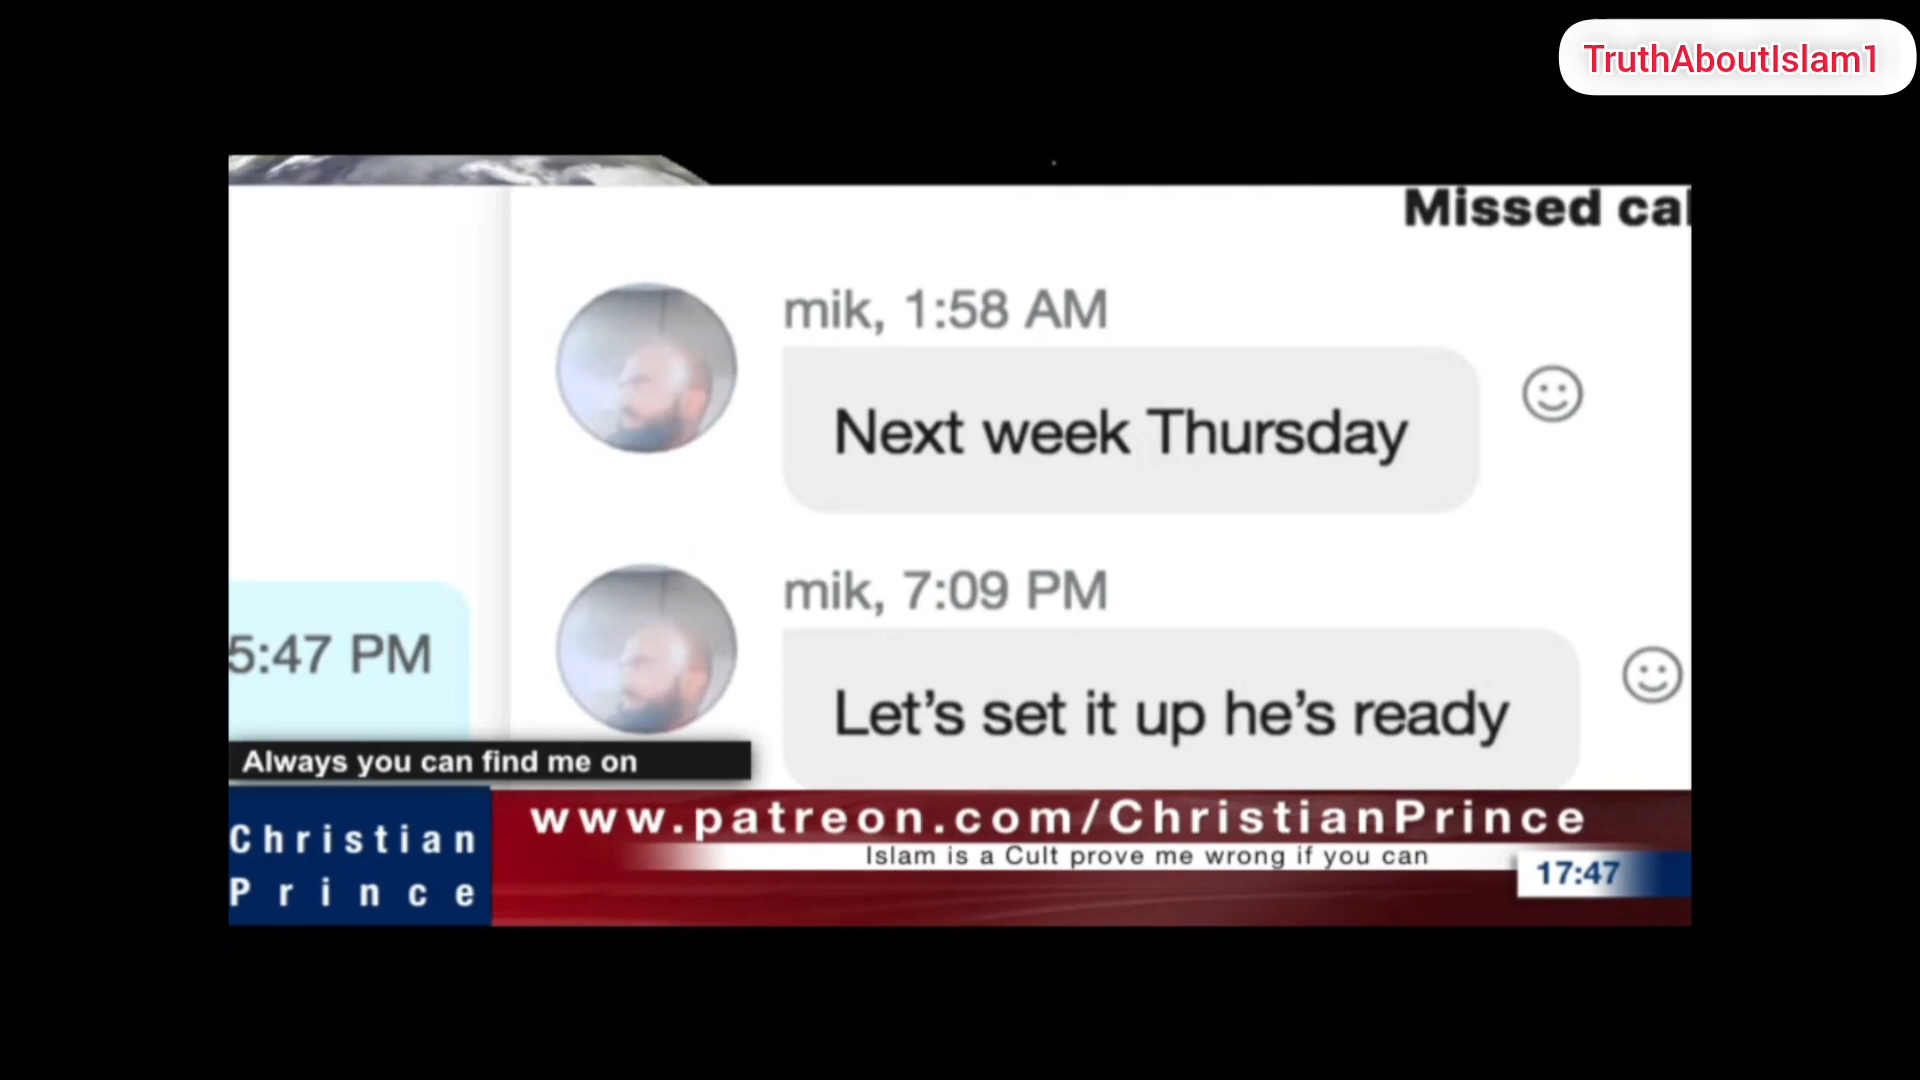 TruthAboutIslam1
Missed cal
mik, 1:58 AM
Next week Thursday
mik, 7:09 PM
5:47 PM
Let's set it up he's ready
Always you can find me on
www.patreon.com/ChristianPrince
Christian
Prince
Islam is a Cult prove me wrong if you can
17:47